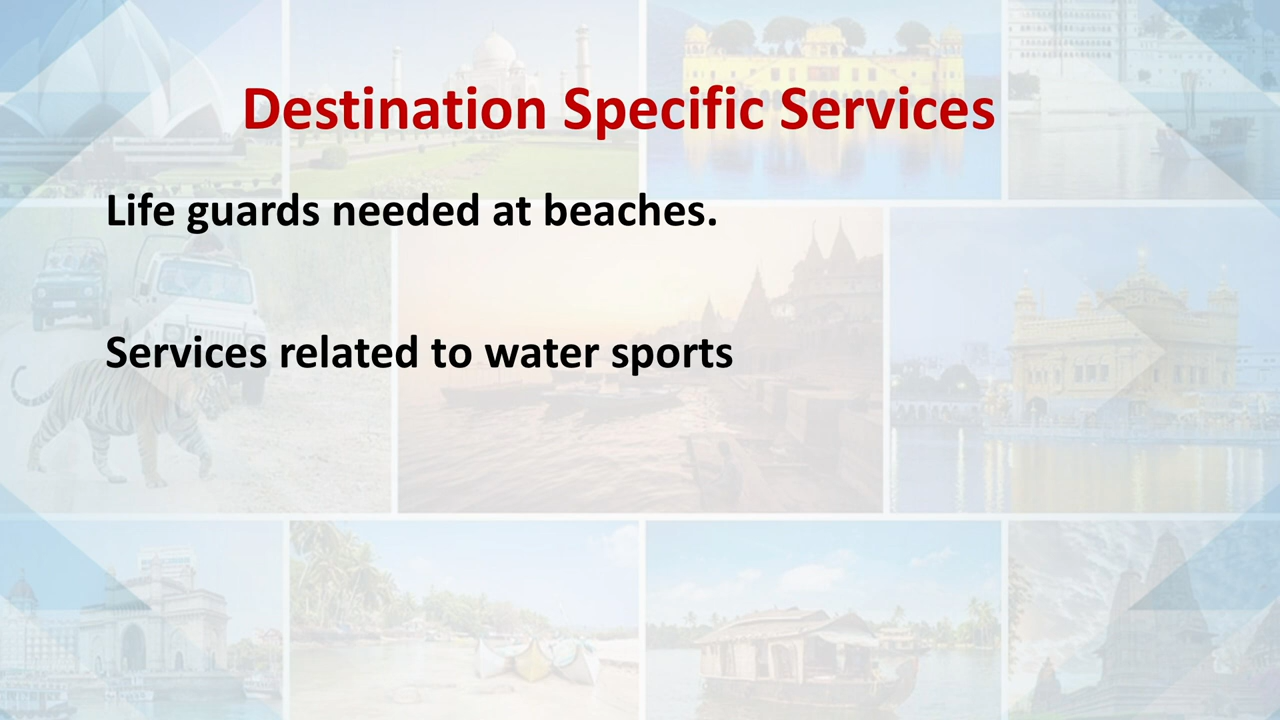 Destination Specific Services
Life guards needed at beaches.
Services related to water sports